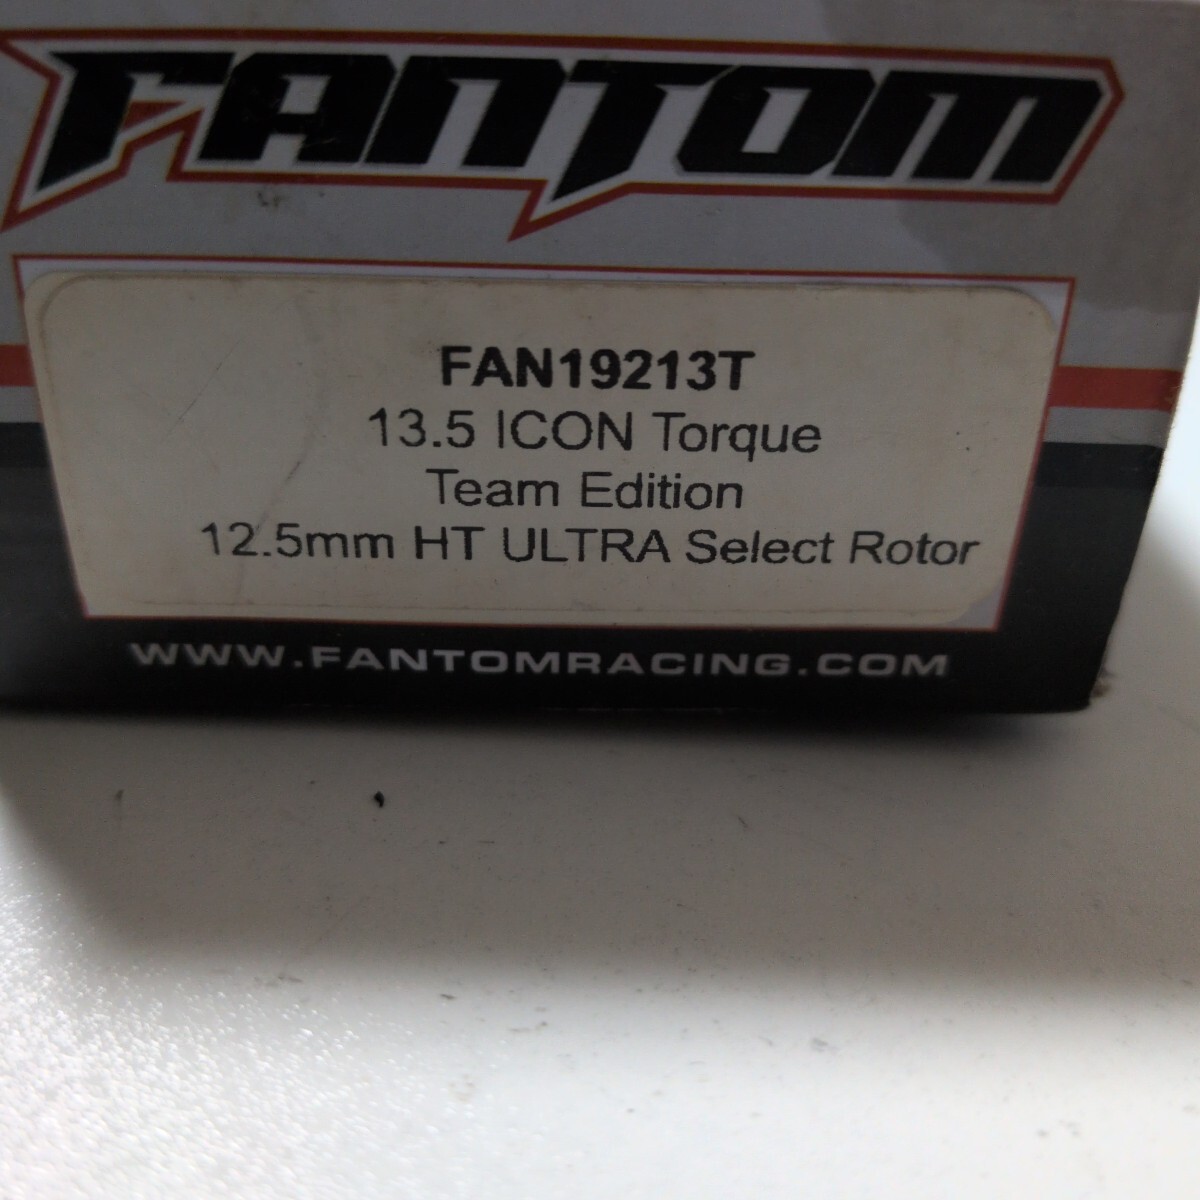 FANTOM
FAN19213T
13.5 ICON Torque
Team Edition
12.5mm HT ULTRA Select Rotor
WWW.FANTOMRACING.COM